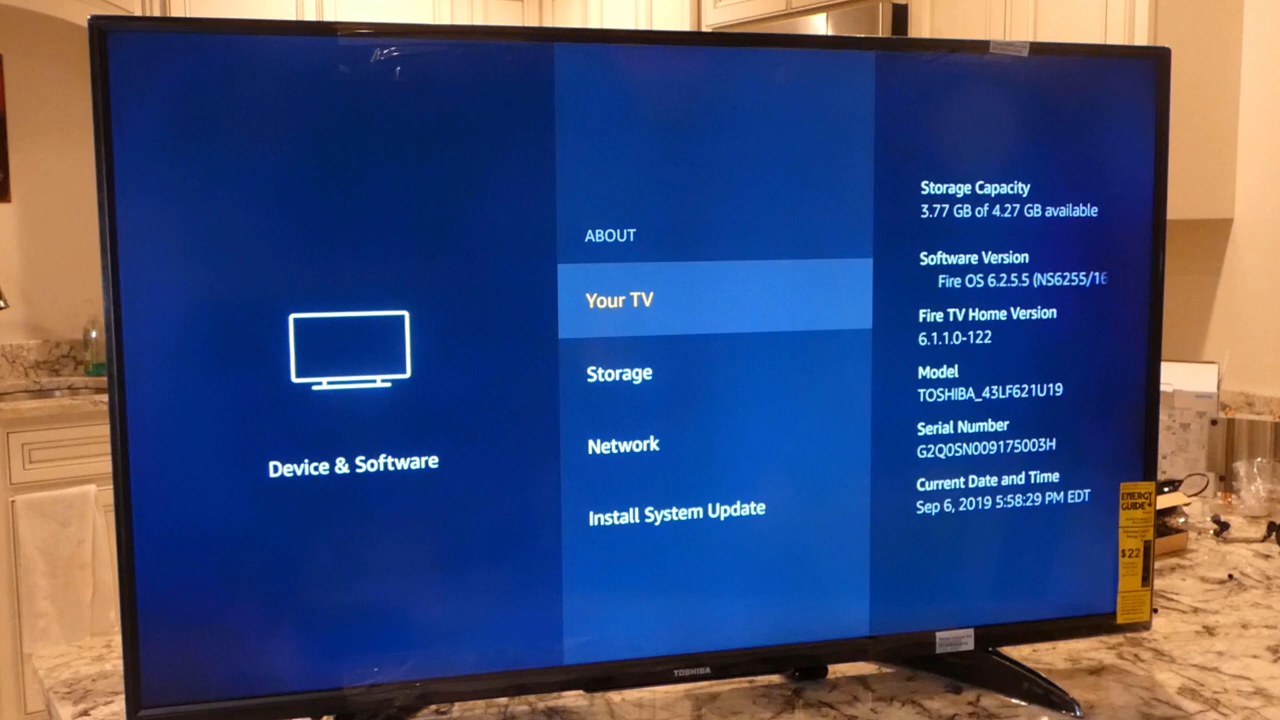 Device & Software
ABOUT
Your TV
Storage
Network
Install System Update
Storage Capacity
3.77 GB of 4.27 GB available
Software Version
Fire OS 6.2.5.5 (NS6255/16
Fire TV Home Version
6.1.1.0-122
Model
TOSHIBA_43LF621U19
Serial Number
G2Q0SN009175003H
Current Date and Time
Sep 6, 2019 5:58:29 PM EDT
ENERGY
GUIDE
$22
TOSHIBA